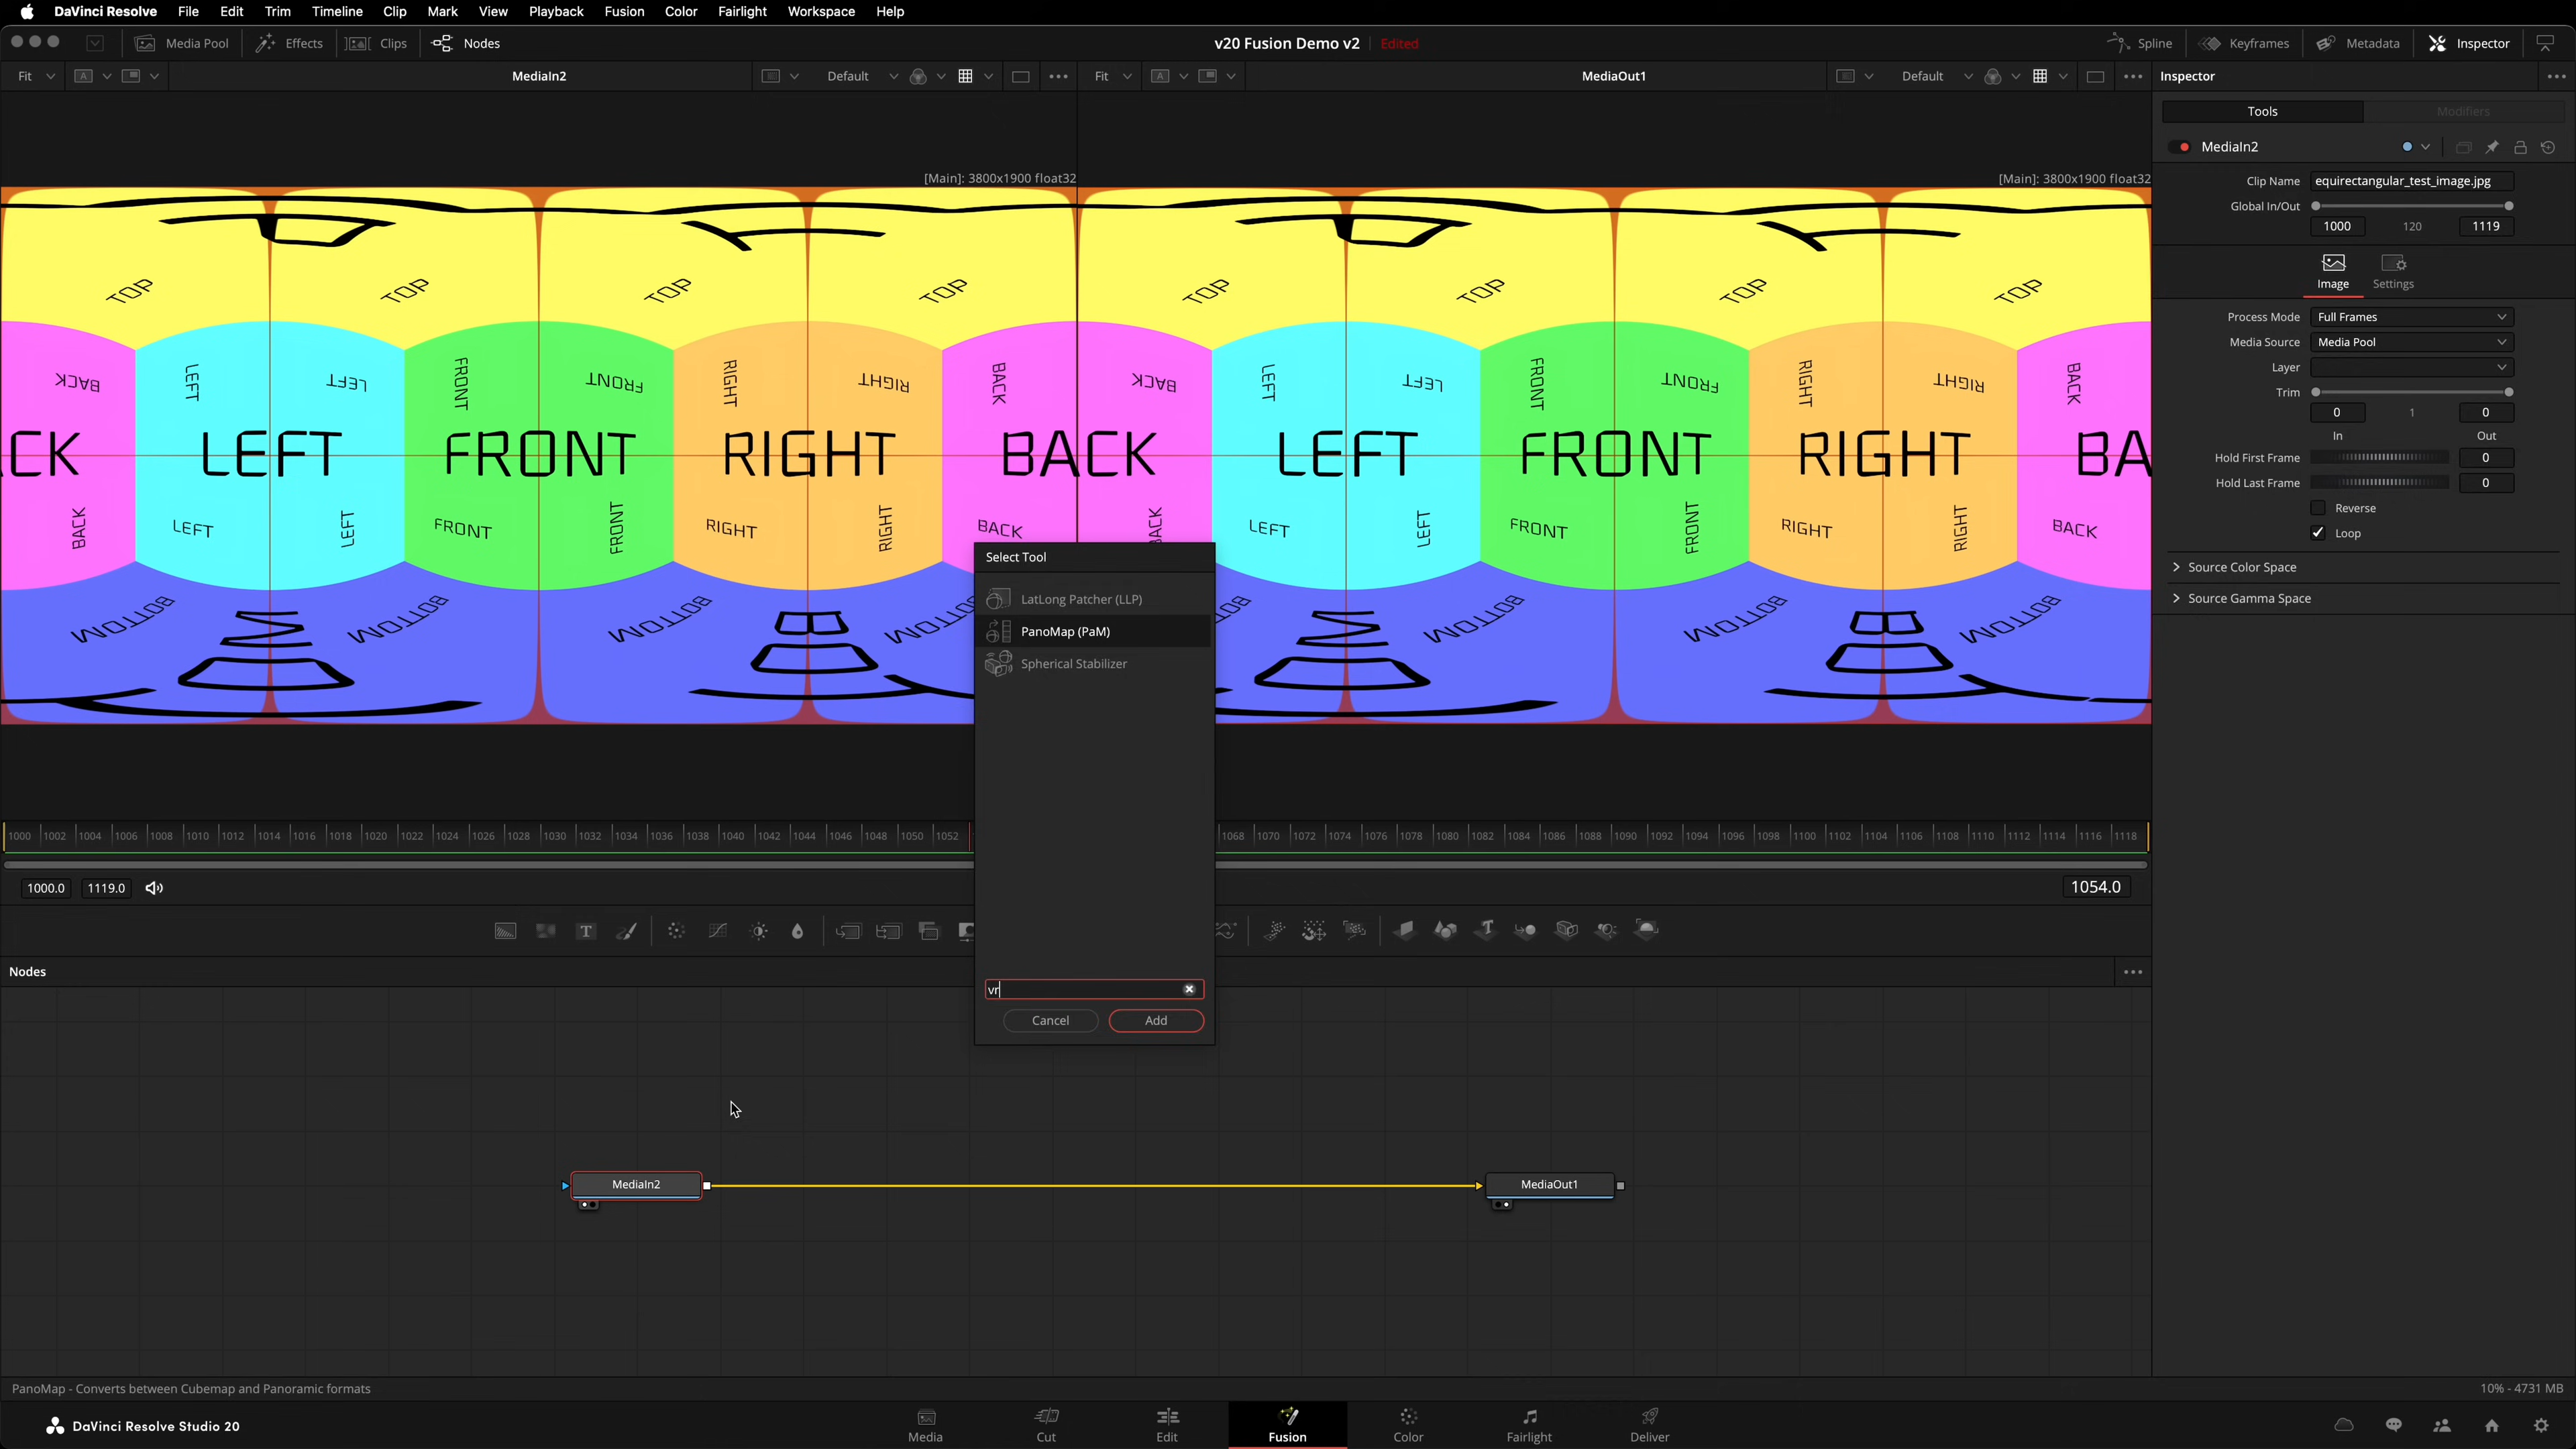 DaVinci Resolve File Edit Trim Timeline Clip Mark View Playback Fusion Color Fairlight Workspace Help
Media Pool Effects Clips Nodes v20 Fusion Demo v2 Edited Spline Keyframes Metadata Inspector
Fit A MediaIn2 Default Fit A MediaOut1 Default Inspector
Tools Modifiers
MediaIn2
[Main]: 3800x1900 float32 [Main]: 3800x1900 float32
Clip Name equirectangular_test_image.jpg
Global In/Out
1000 120 1119
TOP TOP TOP TOP TOP TOP TOP TOP
Image Settings
Process Mode Full Frames
Media Source Media Pool
Layer
Trim
0 1 0
In Out
BACK LEFT LEFT FRONT FRONT RIGHT RIGHT BACK BACK LEFT LEFT FRONT FRONT RIGHT RIGHT BACK
CK LEFT FRONT RIGHT BACK LEFT FRONT RIGHT BA
Hold First Frame 0
Hold Last Frame 0
BACK LEFT LEFT FRONT FRONT RIGHT RIGHT BACK BACK LEFT LEFT FRONT FRONT RIGHT RIGHT BACK
Reverse
Loop
Source Color Space
Source Gamma Space
BOTTOM BOTTOM BOTTOM BOTTOM BOTTOM BOTTOM BOTTOM BOTTOM
Select Tool
LatLong Patcher (LLP)
PanoMap (PaM)
Spherical Stabilizer
1000 1002 1004 1006 1008 1010 1012 1014 1016 1018 1020 1022 1024 1026 1028 1030 1032 1034 1036 1038 1040 1042 1044 1046 1048 1050 1052 1068 1070 1072 1074 1076 1078 1080 1082 1084 1086 1088 1090 1092 1094 1096 1098 1100 1102 1104 1106 1108 1110 1112 1114 1116 1118
1000.0 1119.0 1054.0
T T
Nodes
vr
Cancel Add
MediaIn2 MediaOut1
PanoMap - Converts between Cubemap and Panoramic formats 10% - 4731 MB
DaVinci Resolve Studio 20
Media Cut Edit Fusion Color Fairlight Deliver